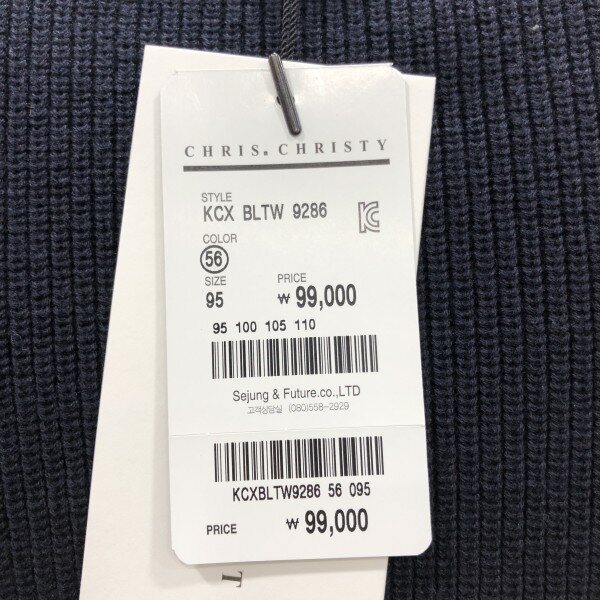 CHRIS. CHRISTY
STYLE
KCX BLTW 9286
COLOR
56
SIZE
95
PRICE
₩ 99,000
95 100 105 110
Sejung & Future.co.,LTD
고객상담실 (080)558-2929
KCXBLTW9286 56 095
PRICE
₩ 99,000
T